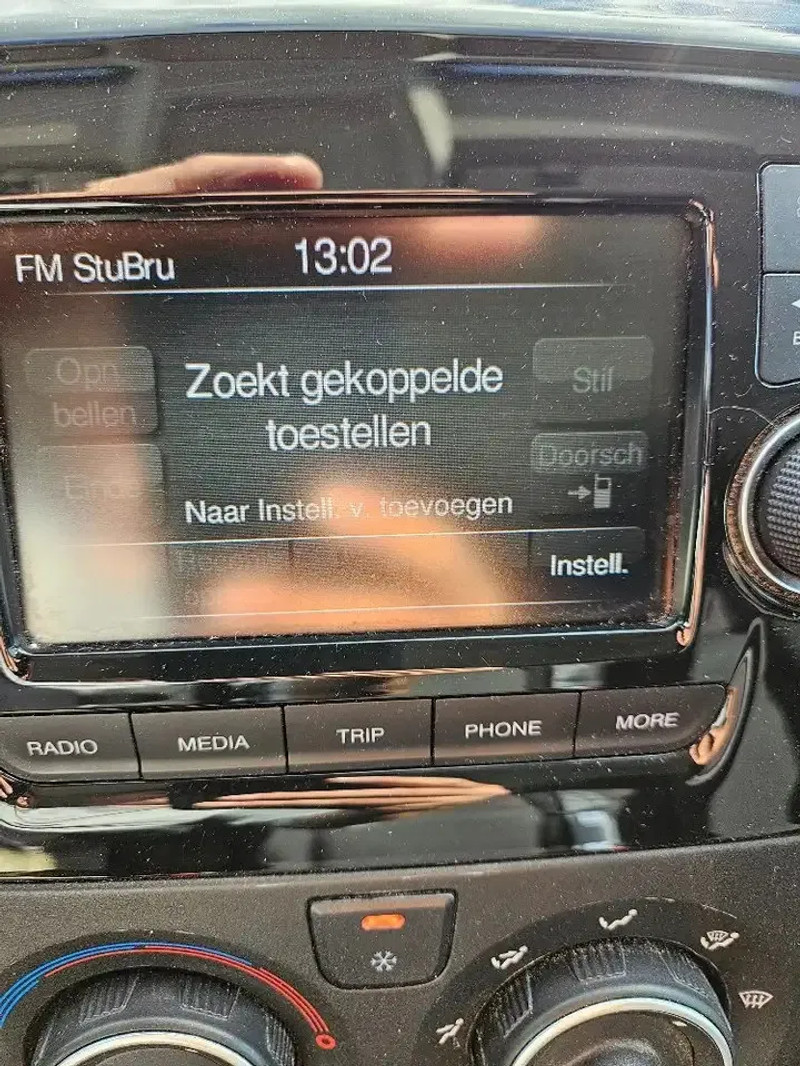 FM StuBru 13:02
Opn. bellen
Zoekt gekoppelde
toestellen
Stil
Doorsch
Naar Instell. v. toevoegen
Instell.
RADIO MEDIA TRIP PHONE MORE